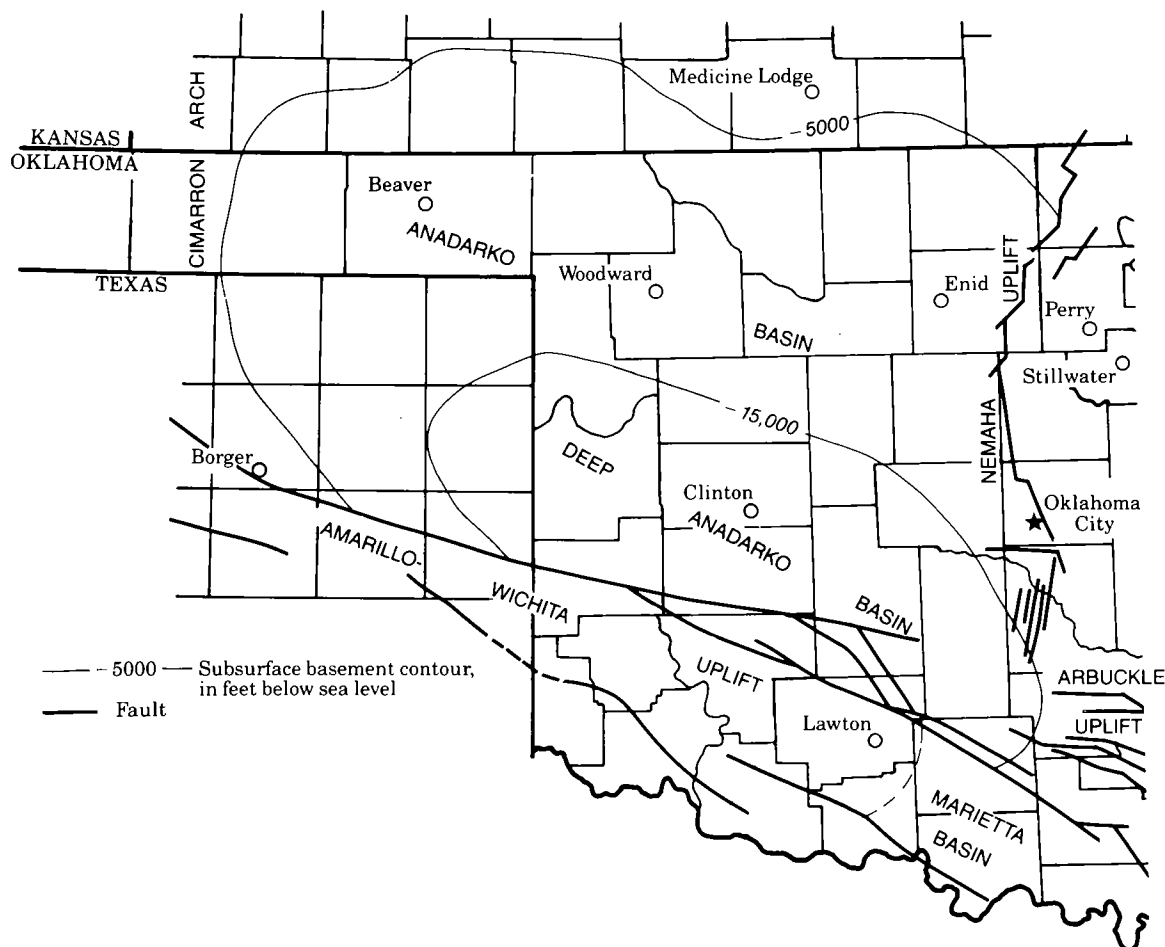 Medicine Lodge
ARCH
- 5000
KANSAS
OKLAHOMA
CIMARRON
Beaver
ANADARKO
UPLIFT
TEXAS
Woodward
Enid
Perry
BASIN
Stillwater
- 15,000
NEMAHA
DEEP
Borger
Clinton
Oklahoma
City
ANADARKO
AMARILLO-
WICHITA
BASIN
- 5000 Subsurface basement contour,
in feet below sea level
UPLIFT
ARBUCKLE
Fault
Lawton
UPLIFT
MARIETTA
BASIN